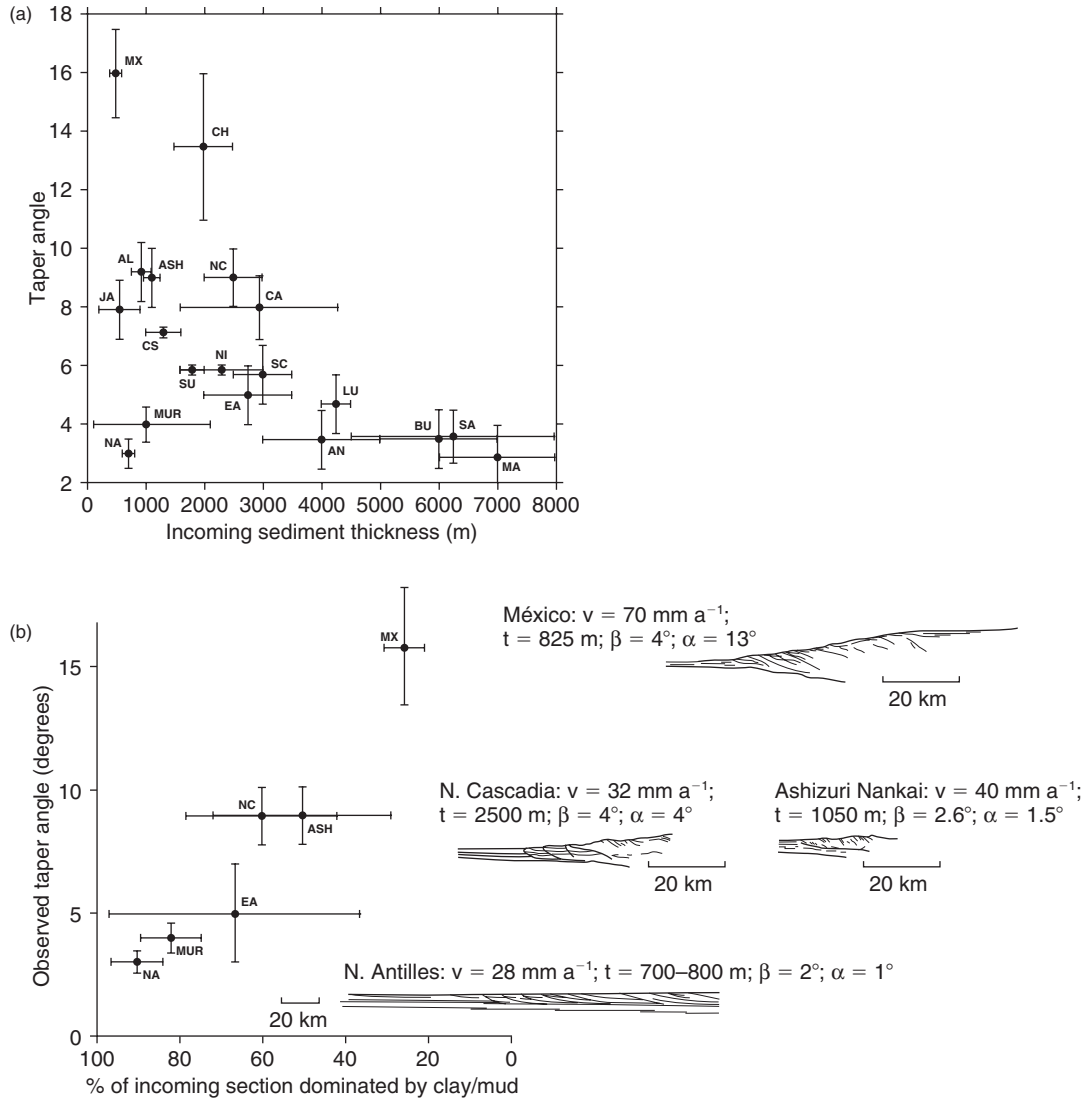 (a)
18
16
14
12
10
8
6
4
2
Taper angle
MX
CH
AL
ASH
NC
JA
CA
CS
NI
SU
SC
EA
LU
MUR
BU
SA
NA
AN
MA
0 1000 2000 3000 4000 5000 6000 7000 8000
Incoming sediment thickness (m)
(b)
México: v = 70 mm a⁻¹;
t = 825 m; β = 4°; α = 13°
20 km
MX
15
10
5
0
Observed taper angle (degrees)
N. Cascadia: v = 32 mm a⁻¹;
t = 2500 m; β = 4°; α = 4°
20 km
Ashizuri Nankai: v = 40 mm a⁻¹;
t = 1050 m; β = 2.6°; α = 1.5°
20 km
NC
ASH
EA
MUR
NA
N. Antilles: v = 28 mm a⁻¹; t = 700–800 m; β = 2°; α = 1°
20 km
100 80 60 40 20 0
% of incoming section dominated by clay/mud